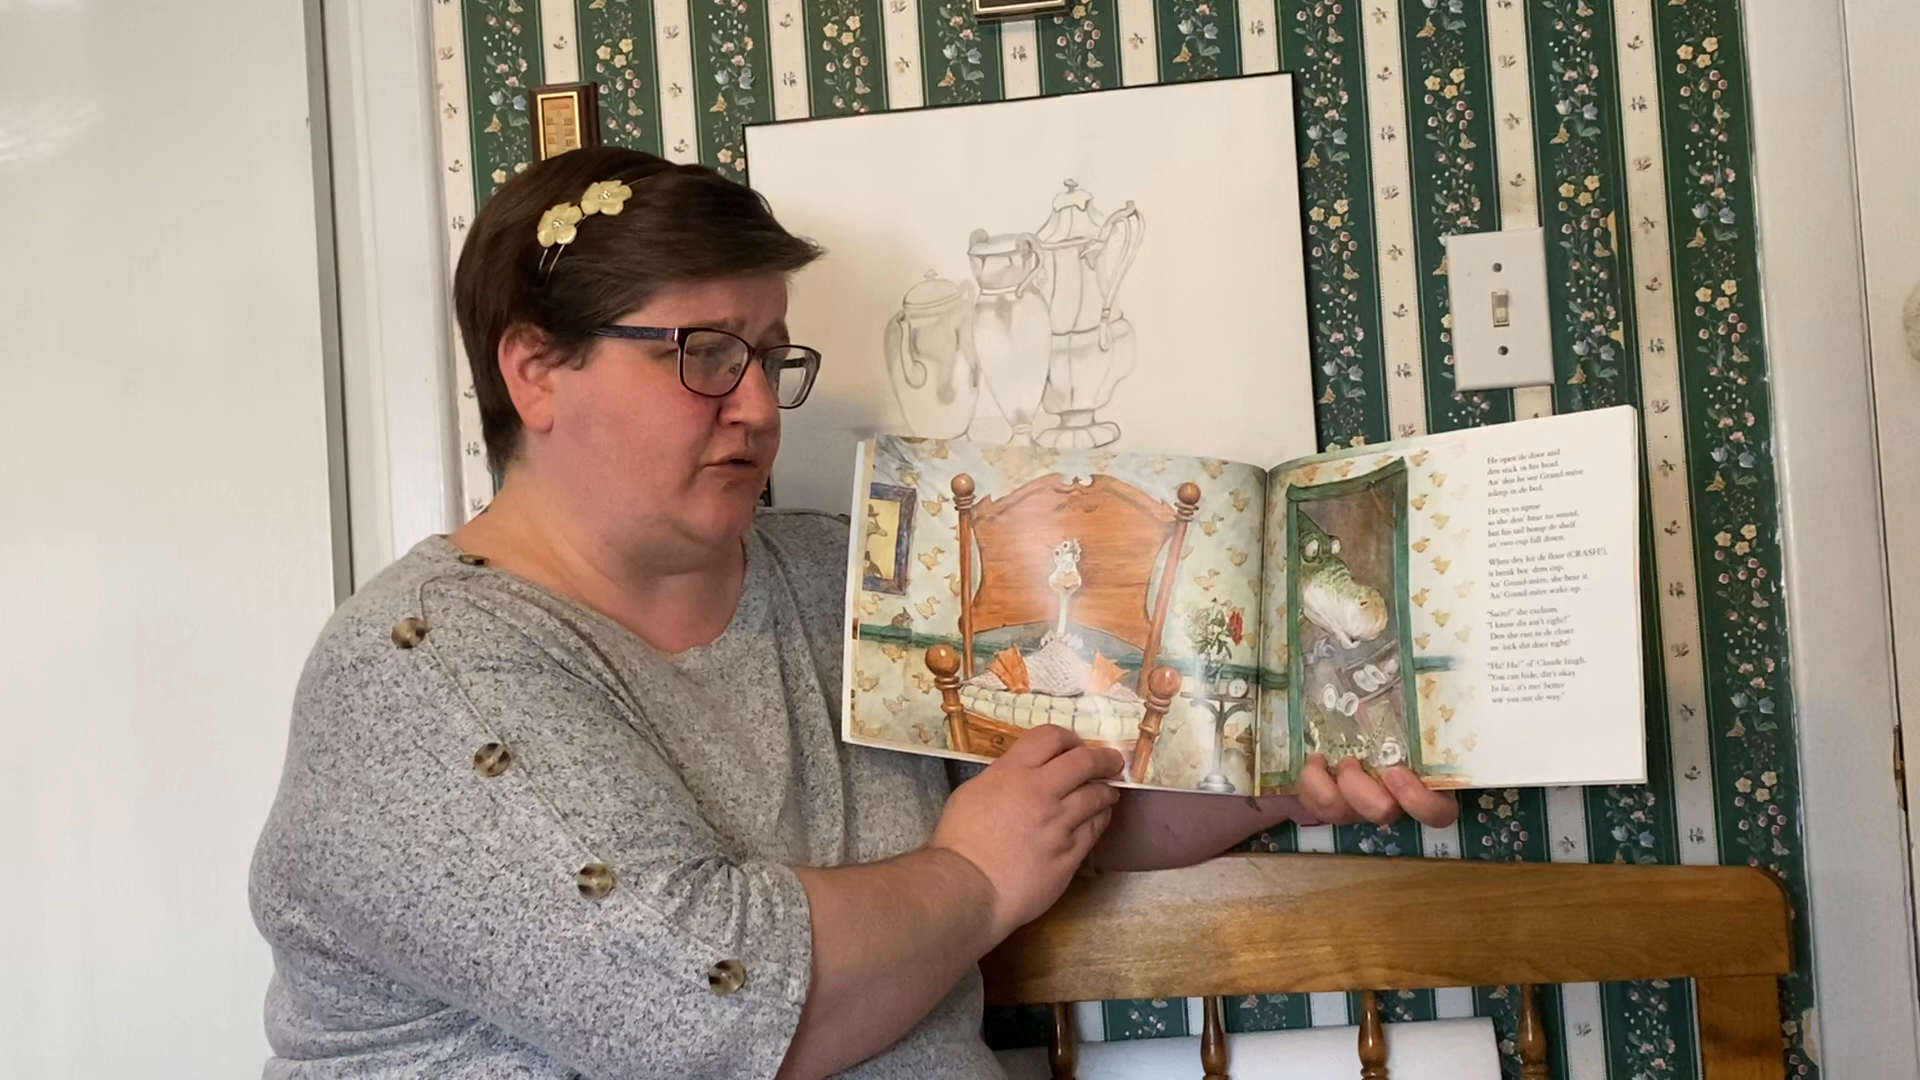 He open de door and
den stick in his head.
An' den he see Grand-mère
asleep in de bed.
He try to tiptoe
so she don' hear no sound,
but his tail bomp de shelf
an' two cup fall down.
When dey hit de floor (CRASH!),
it break bot' dem cup.
An' Grand-mère, she hear it.
An' Grand-mère wake up.
"Sacre!" she exclaim.
"I know dis ain't right!"
Den she run to de closet
an' lock dat door tight!
"Ha! Ha!" ol' Claude laugh.
"You can hide; dat's okay.
In fac', it's mo' better
wit' you out de way."